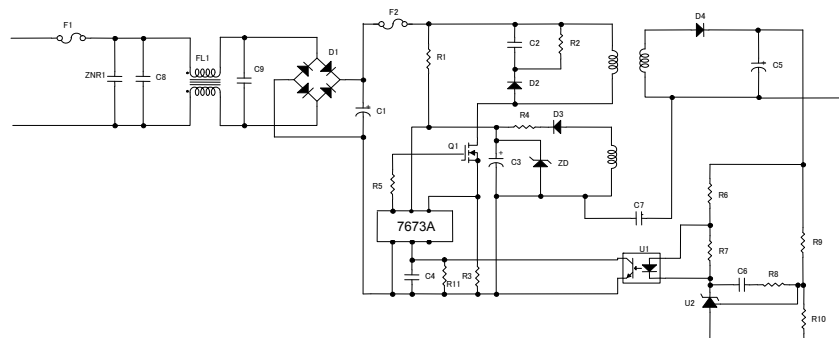 F1
F2
D4
FL1
D1
C2
R2
R1
ZNR1
C8
C9
C5
D2
C1
R4
D3
Q1
C3
ZD
R5
R6
C7
7673A
U1
R7
R9
C4
R11
R3
C6
R8
U2
R10